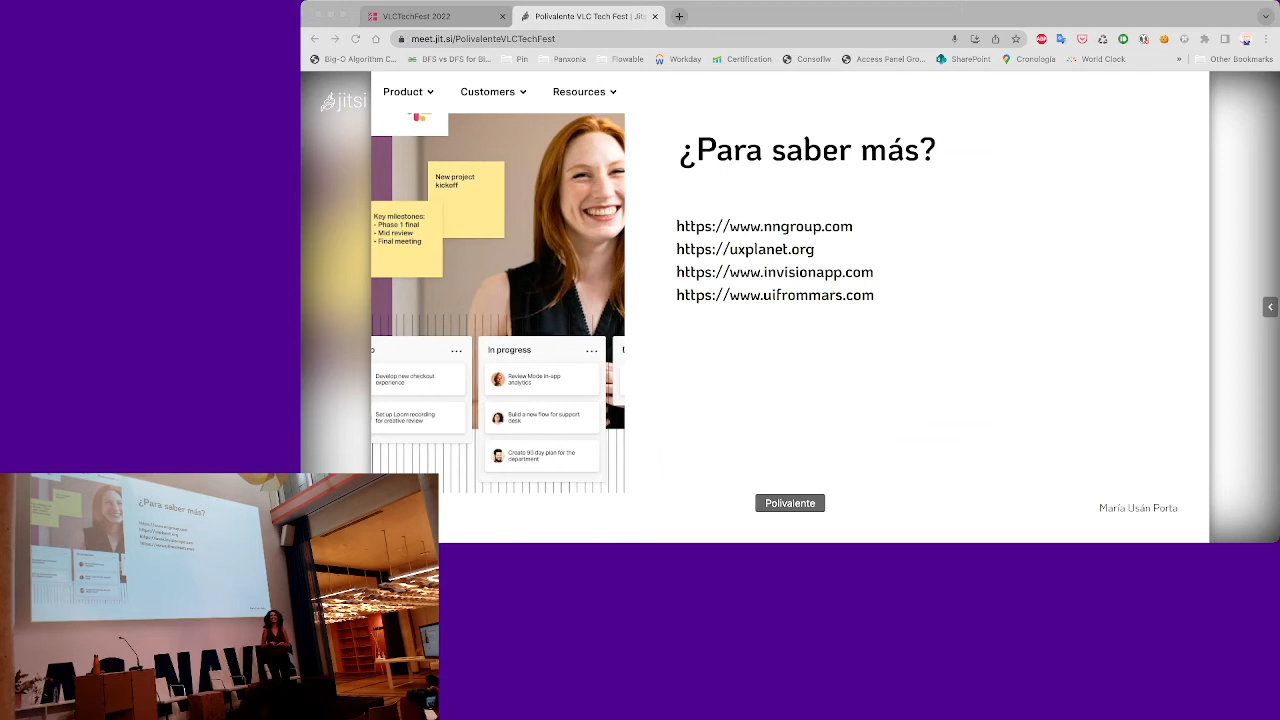 VLCTechFest 2022
Polivalente VLC Tech Fest | Jits
meet.jit.si/PolivalenteVLCTechFest
Big-O Algorithm C...
BFS vs DFS for Bi...
Pin
Panxonia
Flowable
Workday
Certification
Consoflw
Access Panel Gro...
SharePoint
Cronologia
World Clock
»
Other Bookmarks
jitsi
Product
Customers
Resources
¿Para saber más?
New project
kickoff
Key milestones:
- Phase 1 final
- Mid review
- Final meeting
https://www.nngroup.com
https://uxplanet.org
https://www.invisionapp.com
https://www.uifrommars.com
In progress
Develop new checkout
experience
Review Mode in-app
analytics
Set up Loom recording
for creative review
Build a new flow for support
desk
Create 90 day plan for the
department
Polivalente
María Usán Porta
¿Para saber más?